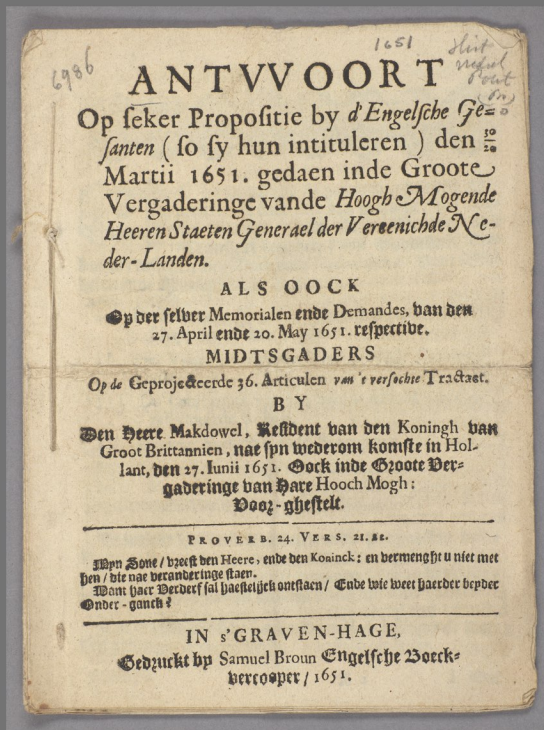 1651
6986
ANTVVOORT
Op ſeker Propoſitie by d'Engelſche Ge-
ſanten ( ſo ſy hun intituleren ) den 30/20
Martii 1651. gedaen inde Groote
Vergaderinge vande Hoogh Mogende
Heeren Staeten Generael der Vereenichde Ne-
der-Landen.
ALS OOCK
Op der ſelver Memorialen ende Demandes, van den
27. April ende 20. May 1651. reſpective.
MIDTSGADERS
Op de Geprojecteerde 36. Articulen van 't verſochte Tractaet.
BY
Den Heere Makdowel, Reſident van den Koningh van
Groot Brittannien, nae ſyn wederom komſte in Hol-
lant, den 27. Iunii 1651. Oock inde Groote Ver-
gaderinge van Hare Hooch Mogh:
Voor-gheſtelt.
PROVERB. 24. VERS. 21. &c.
Myn Sone / vreeſt den Heere, ende den Koninck: en vermenght u niet met
hen / die nae veranderinge ſtaen.
Want haer Verderf ſal haeſtelijck ontſtaen / Ende wie weet haerder beyder
Onder-ganck?
IN s'GRAVEN-HAGE,
Gedruckt by Samuel Broun Engelſche Boeck-
vercooper / 1651.